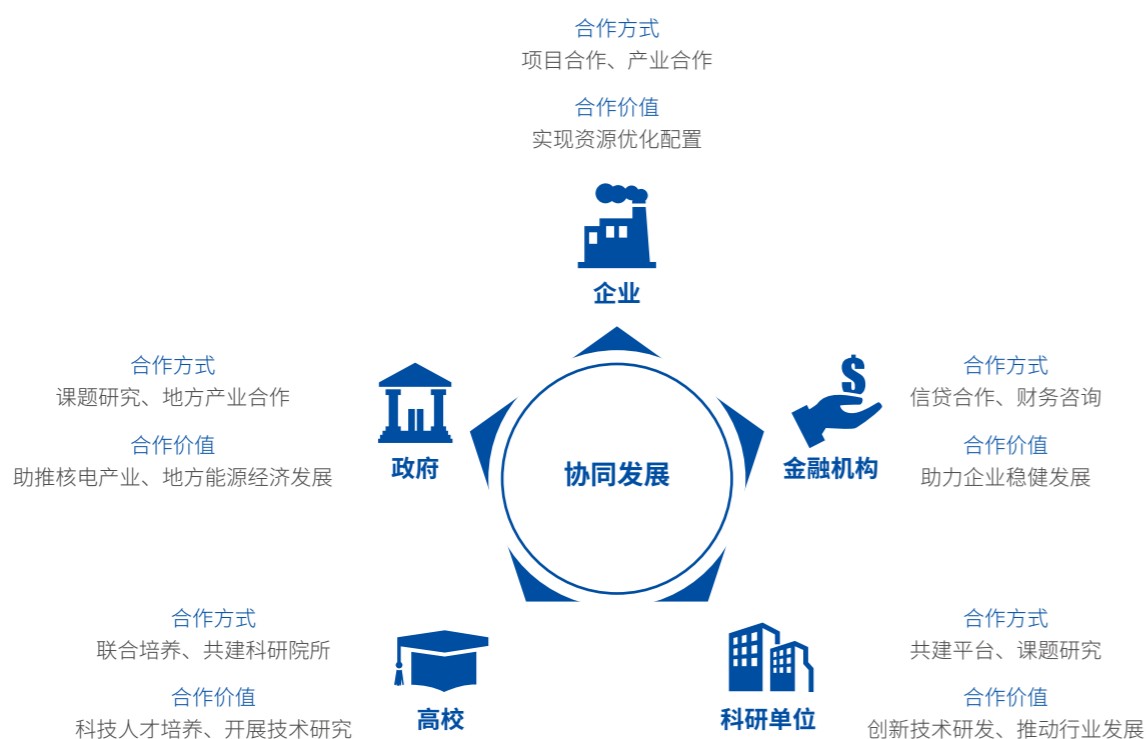 合作方式
项目合作、产业合作
合作价值
实现资源优化配置
企业
合作方式
课题研究、地方产业合作
合作价值
助推核电产业、地方能源经济发展
政府
协同发展
$
金融机构
合作方式
信贷合作、财务咨询
合作价值
助力企业稳健发展
合作方式
联合培养、共建科研院所
合作价值
科技人才培养、开展技术研究
高校
科研单位
合作方式
共建平台、课题研究
合作价值
创新技术研发、推动行业发展